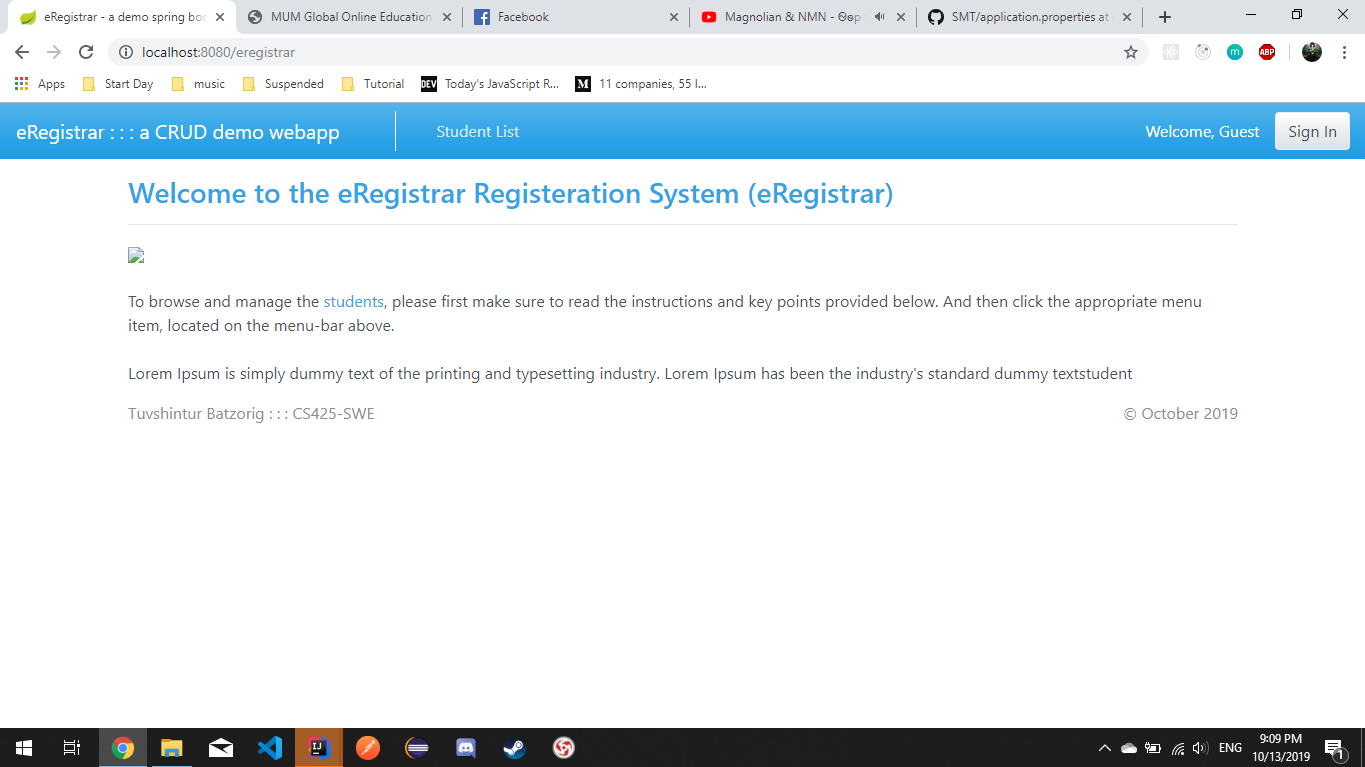 eRegistrar - a demo spring boo
MUM Global Online Education
Facebook
Magnolian & NMN -
SMT/application.properties at
localhost:8080/eregistrar
Apps
Start Day
music
Suspended
Tutorial
DEV Today's JavaScript R...
M 11 companies, 55 l...
m
ABP
eRegistrar : : : a CRUD demo webapp
Student List
Welcome, Guest
Sign In
Welcome to the eRegistrar Registeration System (eRegistrar)
To browse and manage the students, please first make sure to read the instructions and key points provided below. And then click the appropriate menu
item, located on the menu-bar above.
Lorem Ipsum is simply dummy text of the printing and typesetting industry. Lorem Ipsum has been the industry's standard dummy textstudent
Tuvshintur Batzorig : : : CS425-SWE
© October 2019
IJ
ENG
9:09 PM
10/13/2019
1